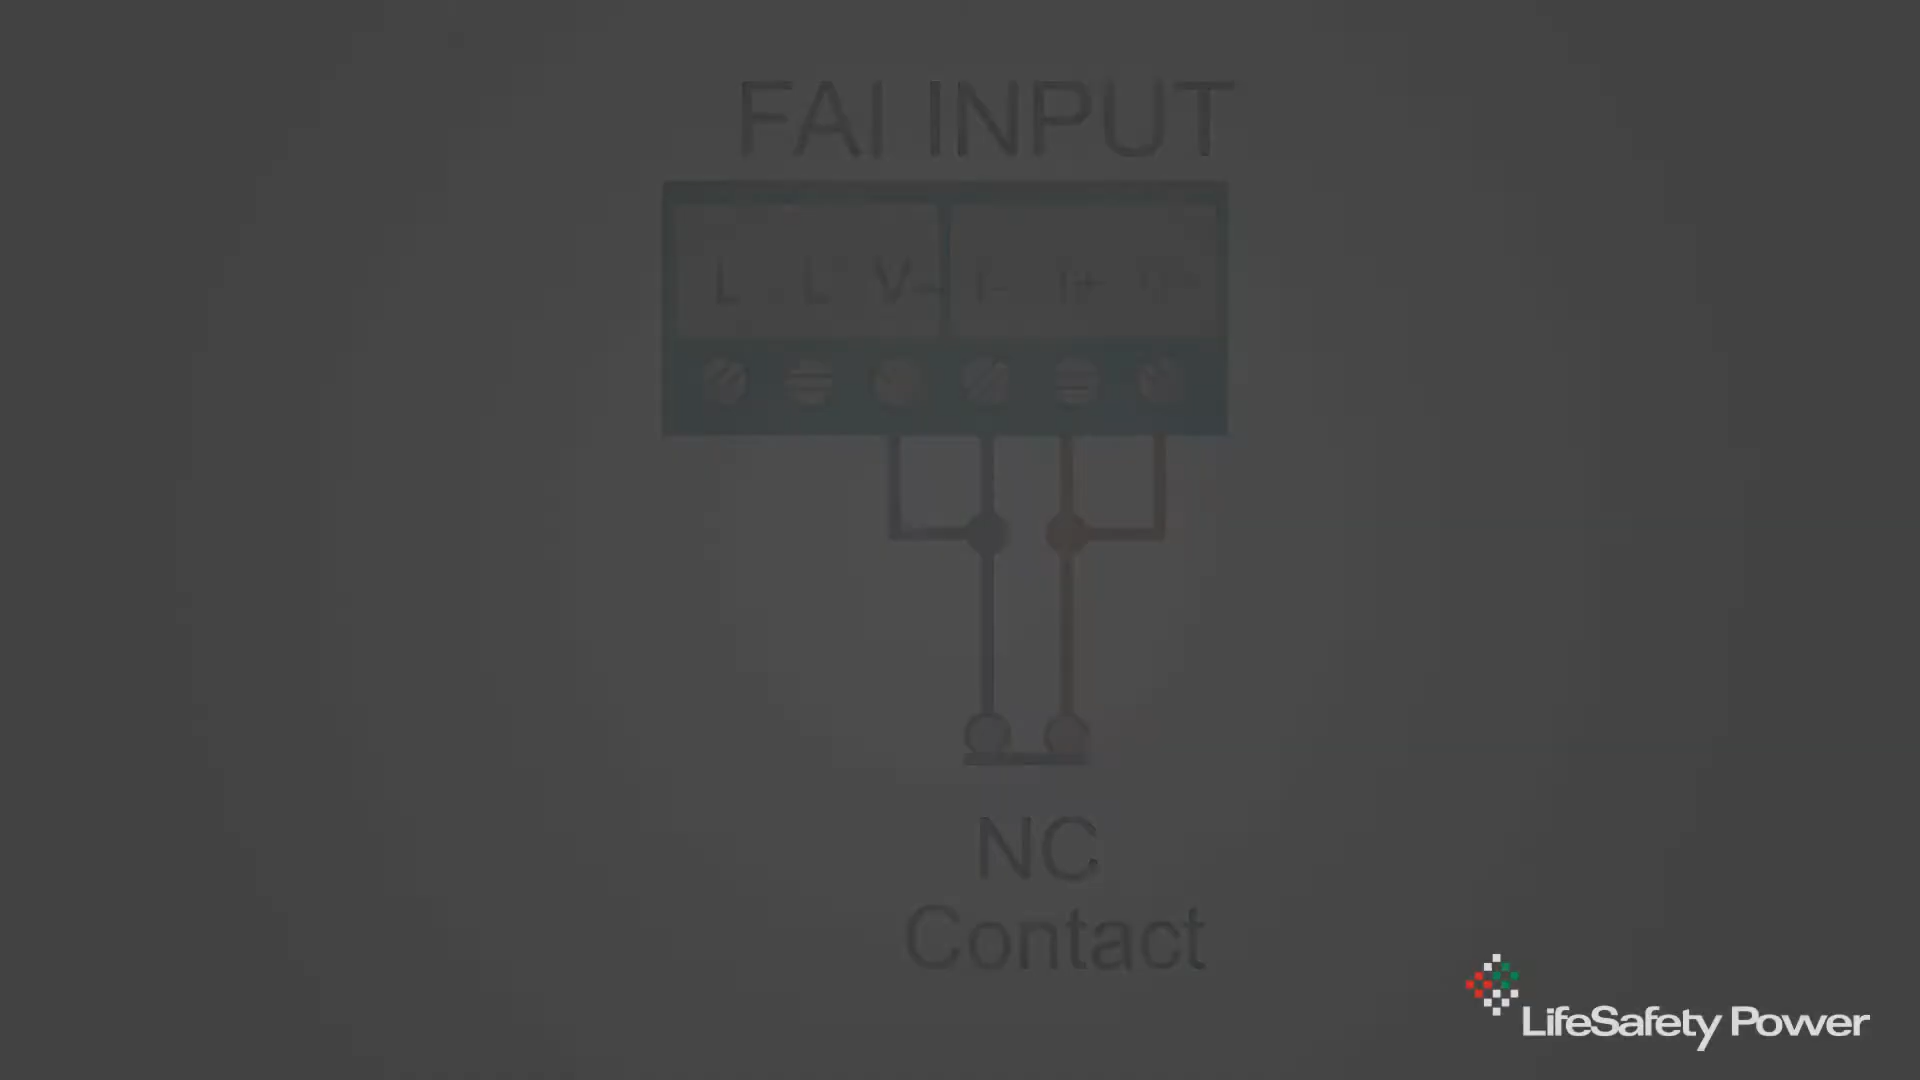 FAI INPUT
L L V- I- I+
NC
Contact
LifeSafety Power